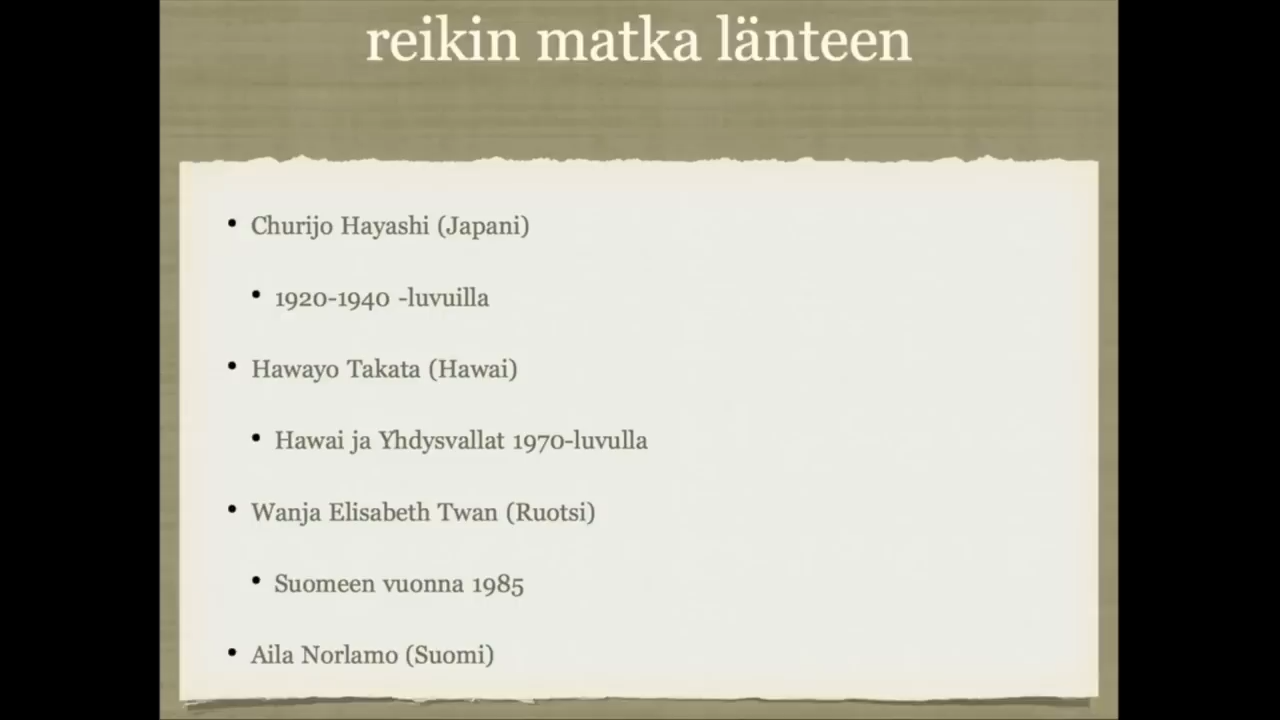 reikin matka länteen
• Churijo Hayashi (Japani)
• 1920-1940 -luvuilla
• Hawayo Takata (Hawai)
• Hawai ja Yhdysvallat 1970-luvulla
• Wanja Elisabeth Twan (Ruotsi)
• Suomeen vuonna 1985
• Aila Norlamo (Suomi)